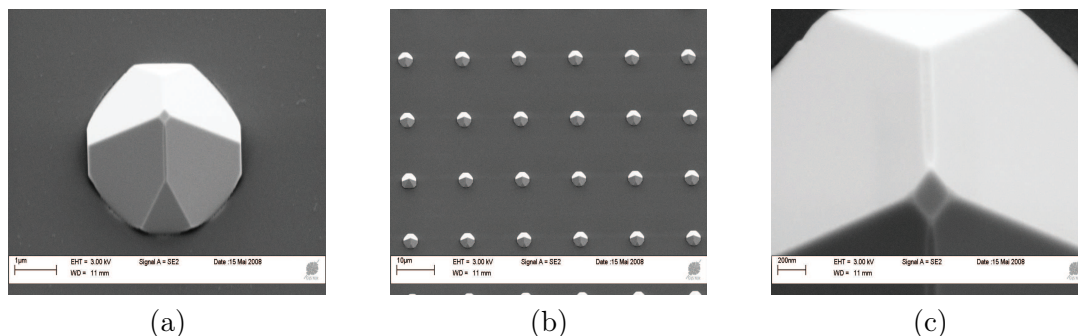 1µm EHT = 3.00 kV Signal A = SE2 Date :15 Mai 2008
WD = 11 mm
10µm EHT = 3.00 kV Signal A = SE2 Date :15 Mai 2008
WD = 11 mm
200nm EHT = 3.00 kV Signal A = SE2 Date :15 Mai 2008
WD = 11 mm
(a) (b) (c)